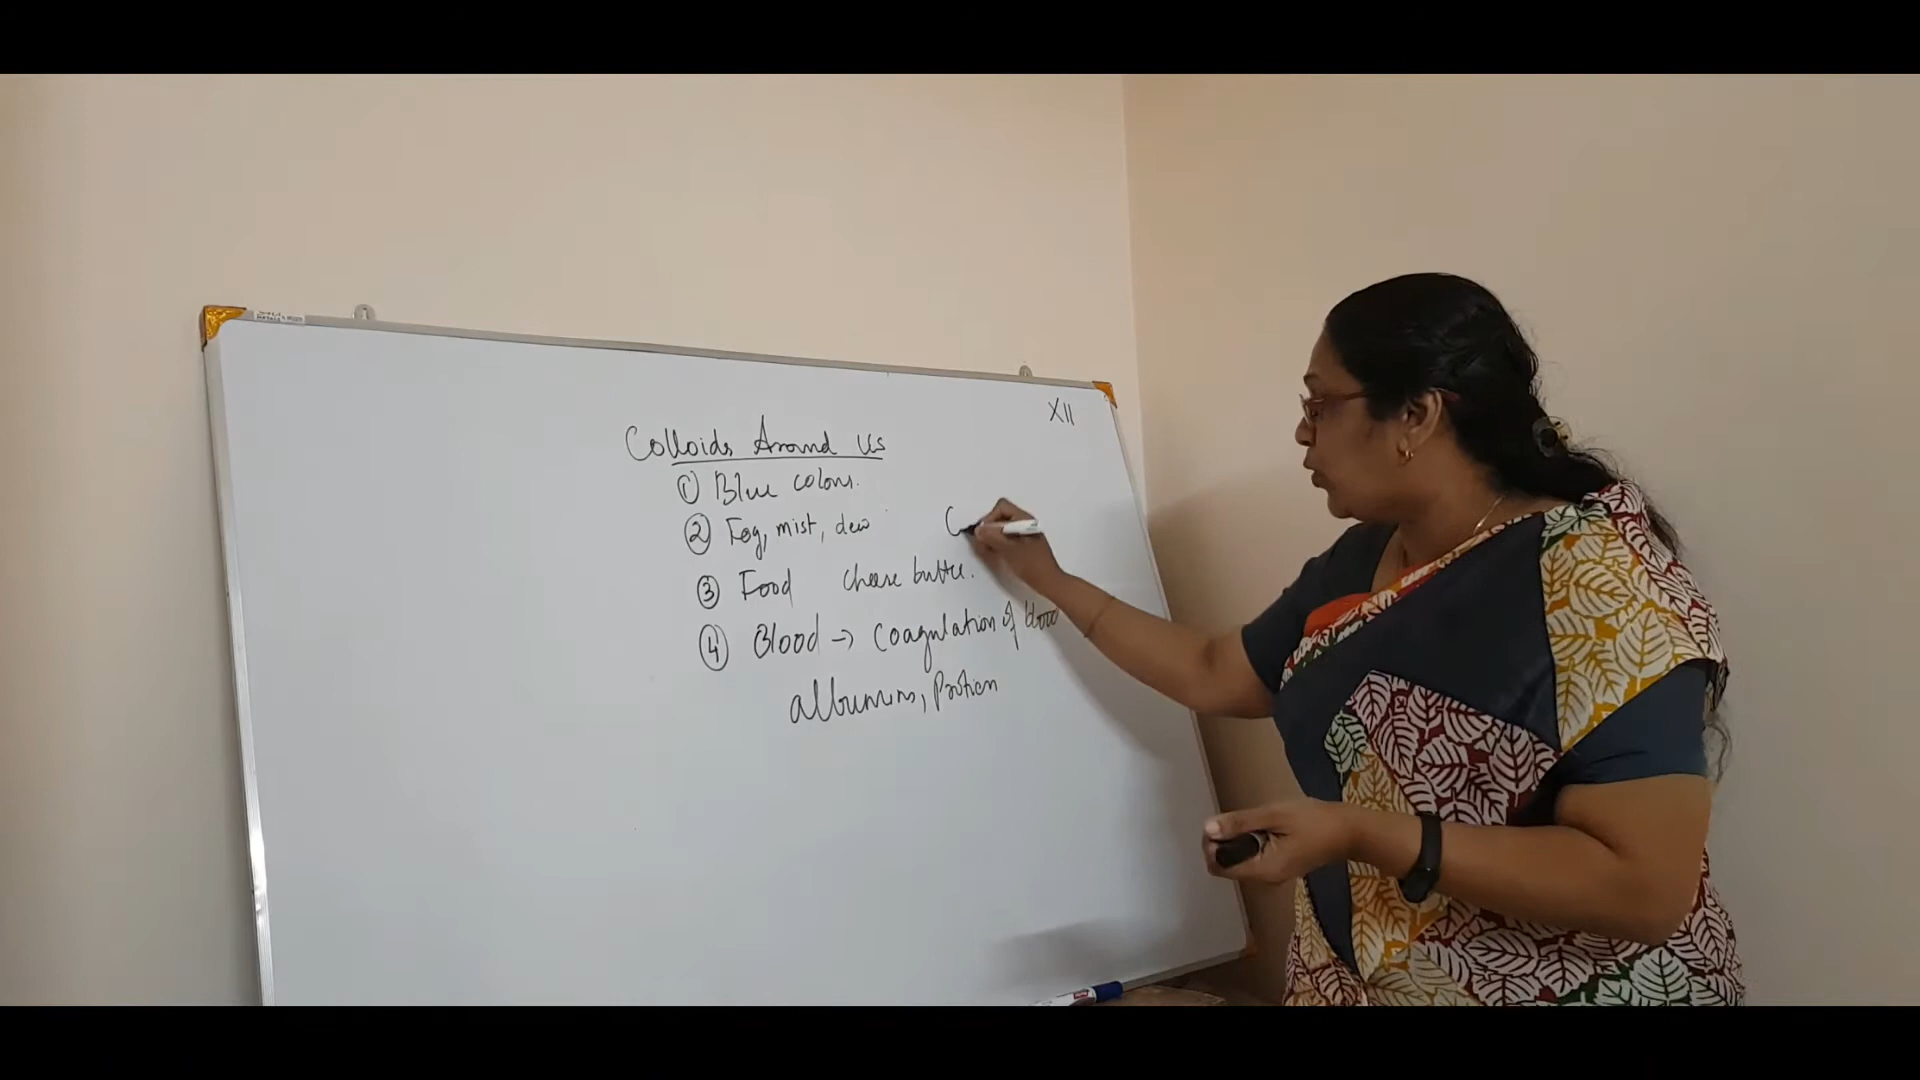 XII
Colloids Around Us
① Blue colour.
② Fog, mist, dew C
③ Food cheese butter.
④ Blood → coagulation of blood
albumins, Protien